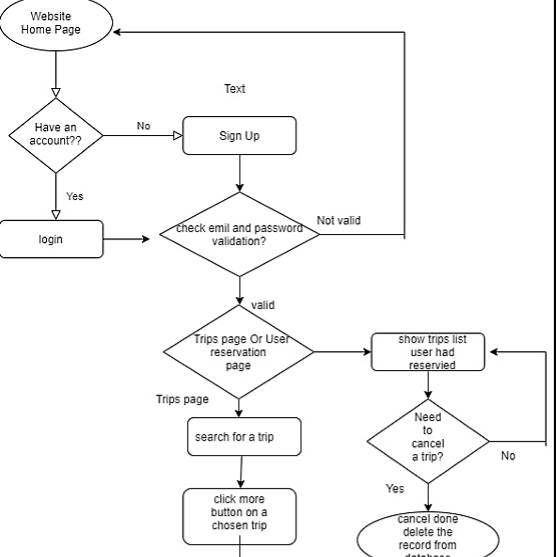 Website
Home Page
Text
Have an
account??
No
Sign Up
Yes
login
check emil and password
validation?
Not valid
valid
Trips page Or User
reservation
page
show trips list
user had
reservied
Trips page
search for a trip
Need
to
cancel
a trip?
No
Yes
click more
button on a
chosen trip
cancel done
delete the
record from
database